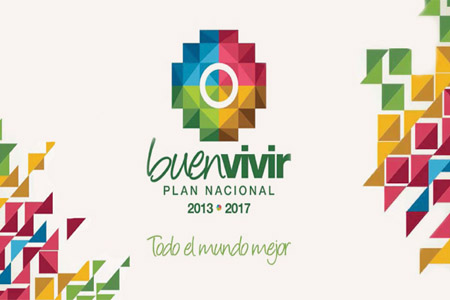 buenvivir
PLAN NACIONAL
2013 2017
Todo el mundo mejor